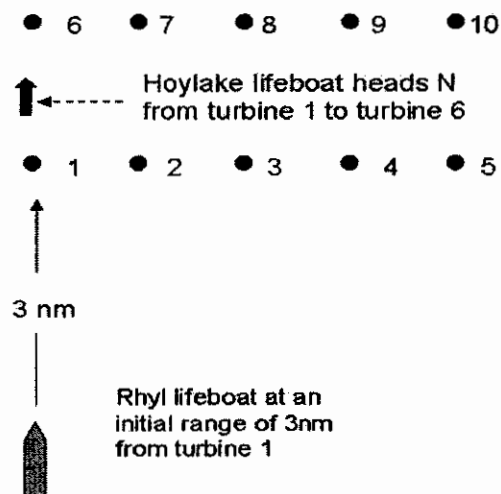 6 7 8 9 10
Hoylake lifeboat heads N
from turbine 1 to turbine 6
1 2 3 4 5
3 nm
Rhyl lifeboat at an
initial range of 3nm
from turbine 1